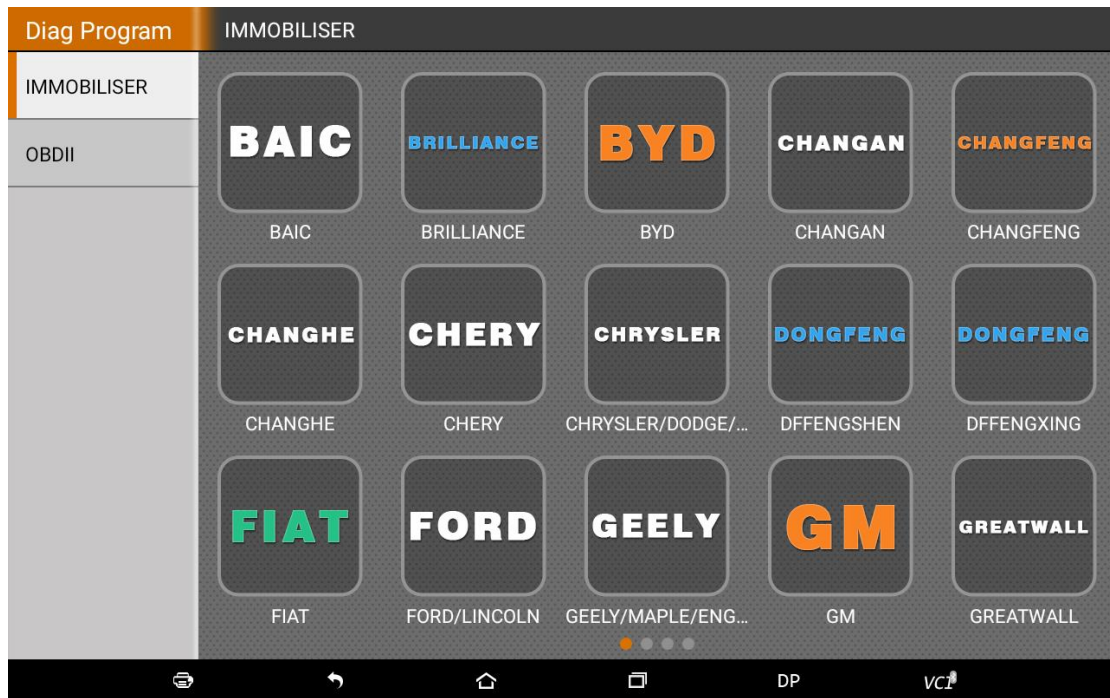 Diag Program
IMMOBILISER
IMMOBILISER
OBDII
BAIC
BRILLIANCE
BYD
CHANGAN
CHANGFENG
BAIC
BRILLIANCE
BYD
CHANGAN
CHANGFENG
CHANGHE
CHERY
CHRYSLER
DONGFENG
DONGFENG
CHANGHE
CHERY
CHRYSLER/DODGE/...
DFFENGSHEN
DFFENGXING
FIAT
FORD
GEELY
GM
GREATWALL
FIAT
FORD/LINCOLN
GEELY/MAPLE/ENG...
GM
GREATWALL
DP
VCI